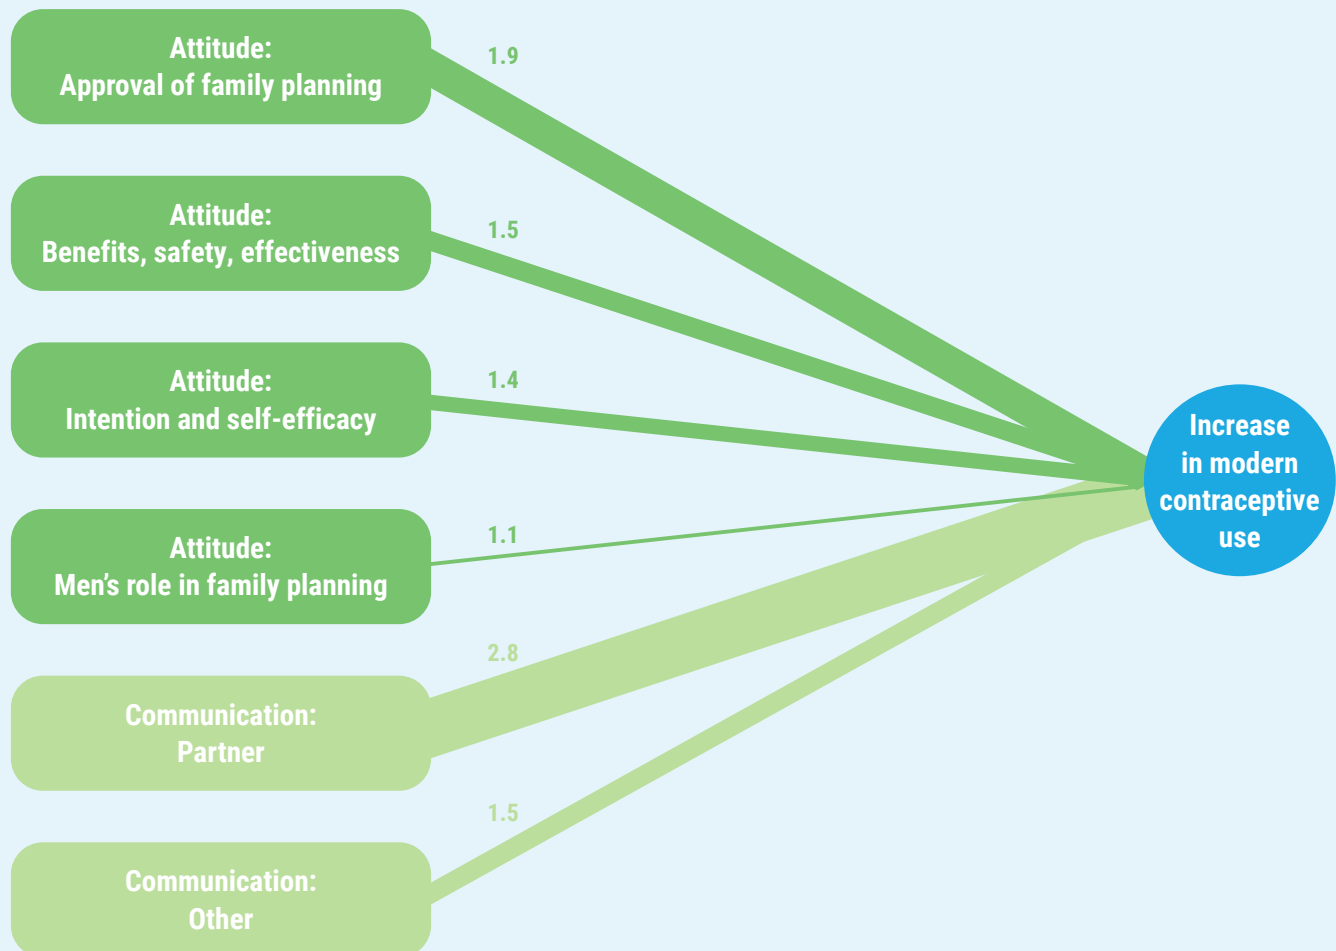 Attitude:
Approval of family planning
1.9
Attitude:
Benefits, safety, effectiveness
1.5
Attitude:
Intention and self-efficacy
1.4
Attitude:
Men’s role in family planning
1.1
Communication:
Partner
2.8
Communication:
Other
1.5
Increase
in modern
contraceptive
use